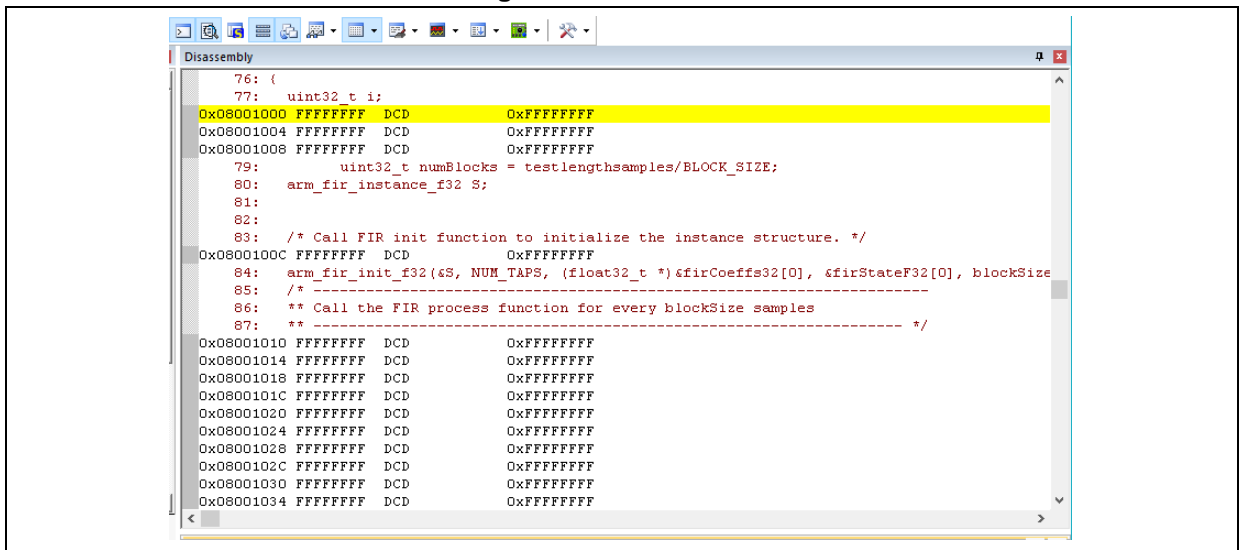 Disassembly
76: {
77: uint32_t i;
0x08001000 FFFFFFFF DCD 0xFFFFFFFF
0x08001004 FFFFFFFF DCD 0xFFFFFFFF
0x08001008 FFFFFFFF DCD 0xFFFFFFFF
79: uint32_t numBlocks = testlengthsamples/BLOCK_SIZE;
80: arm_fir_instance_f32 S;
81:
82:
83: /* Call FIR init function to initialize the instance structure. */
0x0800100C FFFFFFFF DCD 0xFFFFFFFF
84: arm_fir_init_f32(&S, NUM_TAPS, (float32_t *)&firCoeffs32[0], &firStateF32[0], blockSize
85: /* ----------------------------------------------------------------------
86: ** Call the FIR process function for every blockSize samples
87: ** ------------------------------------------------------------------- */
0x08001010 FFFFFFFF DCD 0xFFFFFFFF
0x08001014 FFFFFFFF DCD 0xFFFFFFFF
0x08001018 FFFFFFFF DCD 0xFFFFFFFF
0x0800101C FFFFFFFF DCD 0xFFFFFFFF
0x08001020 FFFFFFFF DCD 0xFFFFFFFF
0x08001024 FFFFFFFF DCD 0xFFFFFFFF
0x08001028 FFFFFFFF DCD 0xFFFFFFFF
0x0800102C FFFFFFFF DCD 0xFFFFFFFF
0x08001030 FFFFFFFF DCD 0xFFFFFFFF
0x08001034 FFFFFFFF DCD 0xFFFFFFFF